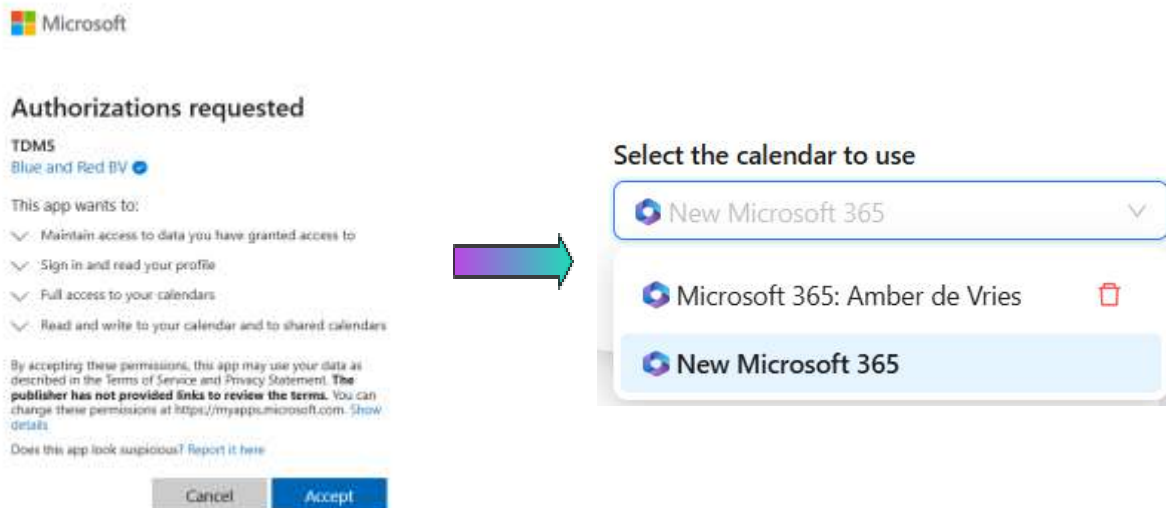 Microsoft
Authorizations requested
TDMS
Blue and Red BV
This app wants to:
Maintain access to data you have granted access to
Sign in and read your profile
Full access to your calendars
Read and write to your calendar and to shared calendars
By accepting these permissions, this app may use your data as
described in the Terms of Service and Privacy Statement. The
publisher has not provided links to review the terms. You can
change these permissions at https://myapps.microsoft.com. Show
details
Does this app look suspicious? Report it here
Cancel Accept
Select the calendar to use
New Microsoft 365
Microsoft 365: Amber de Vries
New Microsoft 365